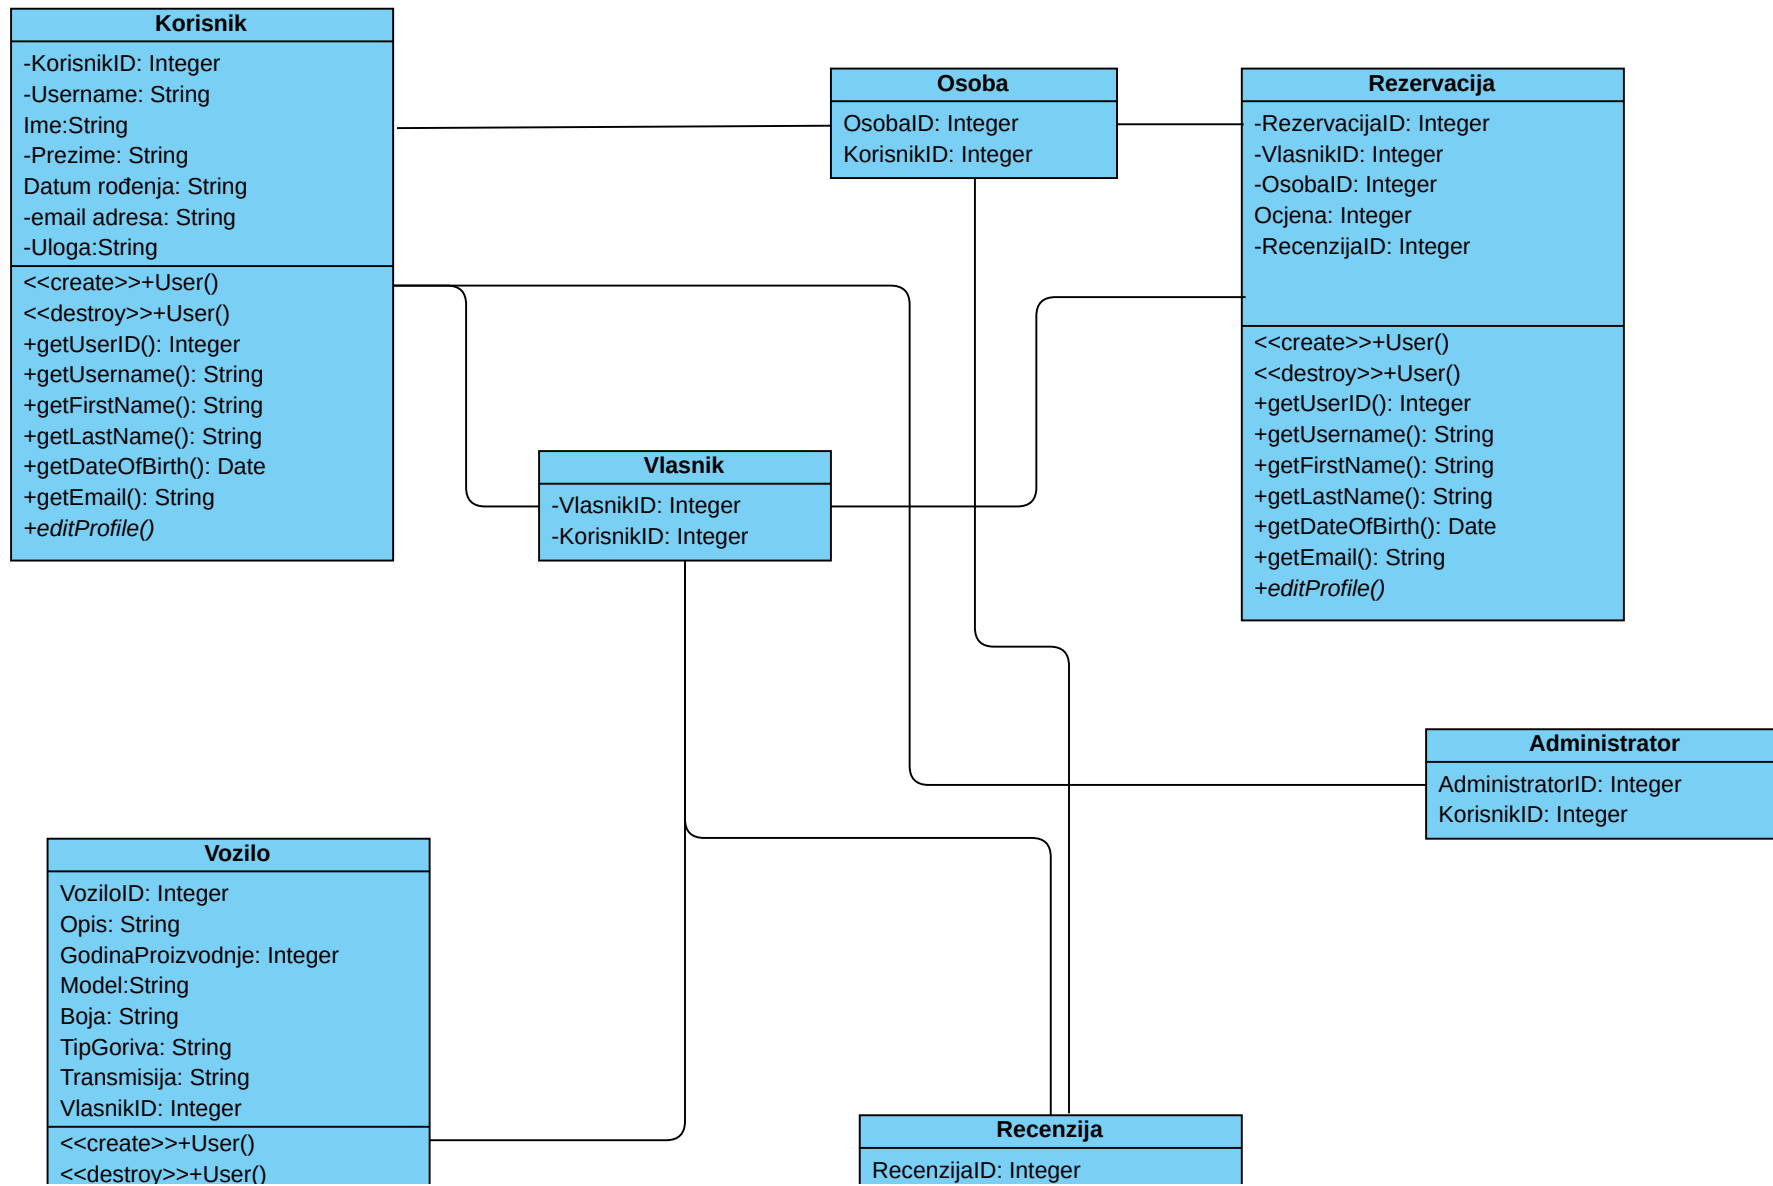 Korisnik
-KorisnikID: Integer
-Username: String
Ime:String
-Prezime: String
Datum rođenja: String
-email adresa: String
-Uloga:String
<<create>>+User()
<<destroy>>+User()
+getUserID(): Integer
+getUsername(): String
+getFirstName(): String
+getLastName(): String
+getDateOfBirth(): Date
+getEmail(): String
+editProfile()
Osoba
OsobaID: Integer
KorisnikID: Integer
Rezervacija
-RezervacijaID: Integer
-VlasnikID: Integer
-OsobaID: Integer
Ocjena: Integer
-RecenzijaID: Integer
<<create>>+User()
<<destroy>>+User()
+getUserID(): Integer
+getUsername(): String
+getFirstName(): String
+getLastName(): String
+getDateOfBirth(): Date
+getEmail(): String
+editProfile()
Vlasnik
-VlasnikID: Integer
-KorisnikID: Integer
Administrator
AdministratorID: Integer
KorisnikID: Integer
Vozilo
VoziloID: Integer
Opis: String
GodinaProizvodnje: Integer
Model:String
Boja: String
TipGoriva: String
Transmisija: String
VlasnikID: Integer
<<create>>+User()
<<destroy>>+User()
Recenzija
RecenzijaID: Integer